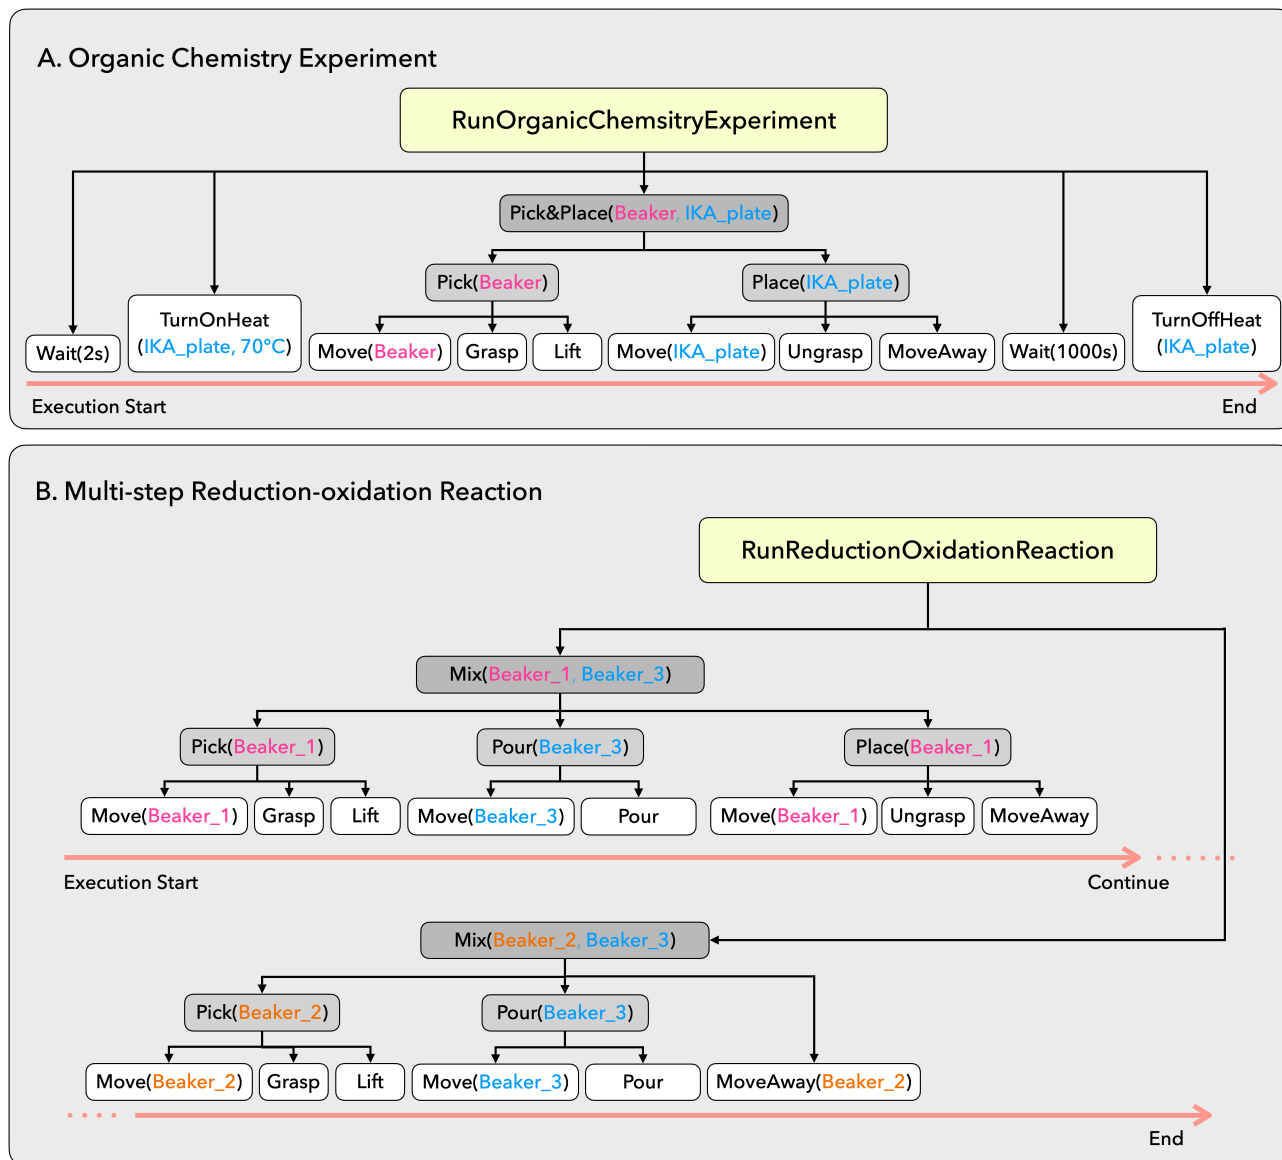 A. Organic Chemistry Experiment
RunOrganicChemsitryExperiment
Pick&Place(Beaker, IKA_plate)
Pick(Beaker)
Place(IKA_plate)
Wait(2s)
TurnOnHeat
(IKA_plate, 70°C)
Move(Beaker)
Grasp
Lift
Move(IKA_plate)
Ungrasp
MoveAway
Wait(1000s)
TurnOffHeat
(IKA_plate)
Execution Start
End
B. Multi-step Reduction-oxidation Reaction
RunReductionOxidationReaction
Mix(Beaker_1, Beaker_3)
Pick(Beaker_1)
Pour(Beaker_3)
Place(Beaker_1)
Move(Beaker_1)
Grasp
Lift
Move(Beaker_3)
Pour
Move(Beaker_1)
Ungrasp
MoveAway
Execution Start
Continue
Mix(Beaker_2, Beaker_3)
Pick(Beaker_2)
Pour(Beaker_3)
Move(Beaker_2)
Grasp
Lift
Move(Beaker_3)
Pour
MoveAway(Beaker_2)
End